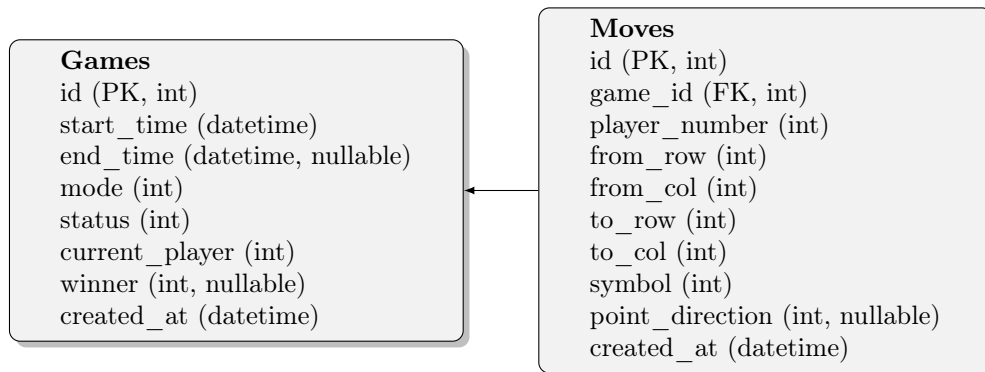 Games
id (PK, int)
start_time (datetime)
end_time (datetime, nullable)
mode (int)
status (int)
current_player (int)
winner (int, nullable)
created_at (datetime)
Moves
id (PK, int)
game_id (FK, int)
player_number (int)
from_row (int)
from_col (int)
to_row (int)
to_col (int)
symbol (int)
point_direction (int, nullable)
created_at (datetime)